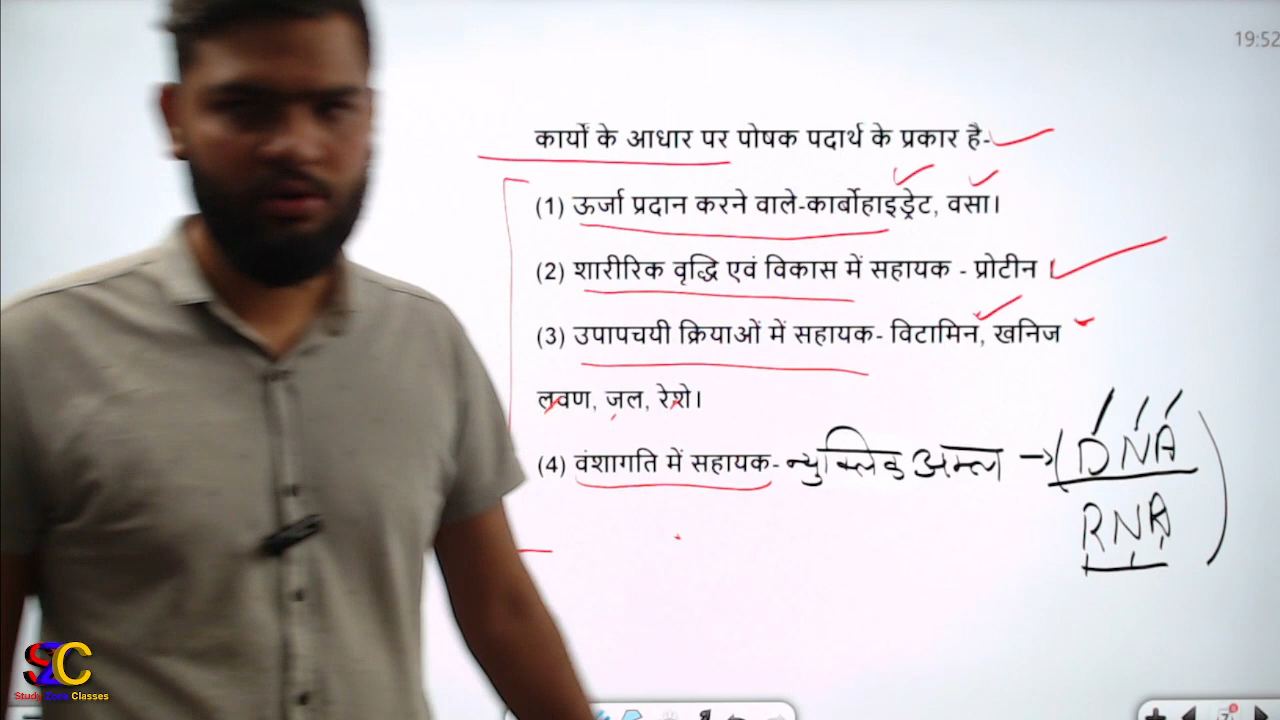 19:52
कार्यों के आधार पर पोषक पदार्थ के प्रकार है-
(1) ऊर्जा प्रदान करने वाले-कार्बोहाइड्रेट, वसा।
(2) शारीरिक वृद्धि एवं विकास में सहायक - प्रोटीन ।
(3) उपापचयी क्रियाओं में सहायक- विटामिन, खनिज
लवण, जल, रेशे।
(4) वंशागति में सहायक- न्युक्लिक अम्ल → (DNA
RNA)
SZC
Study Zone Classes